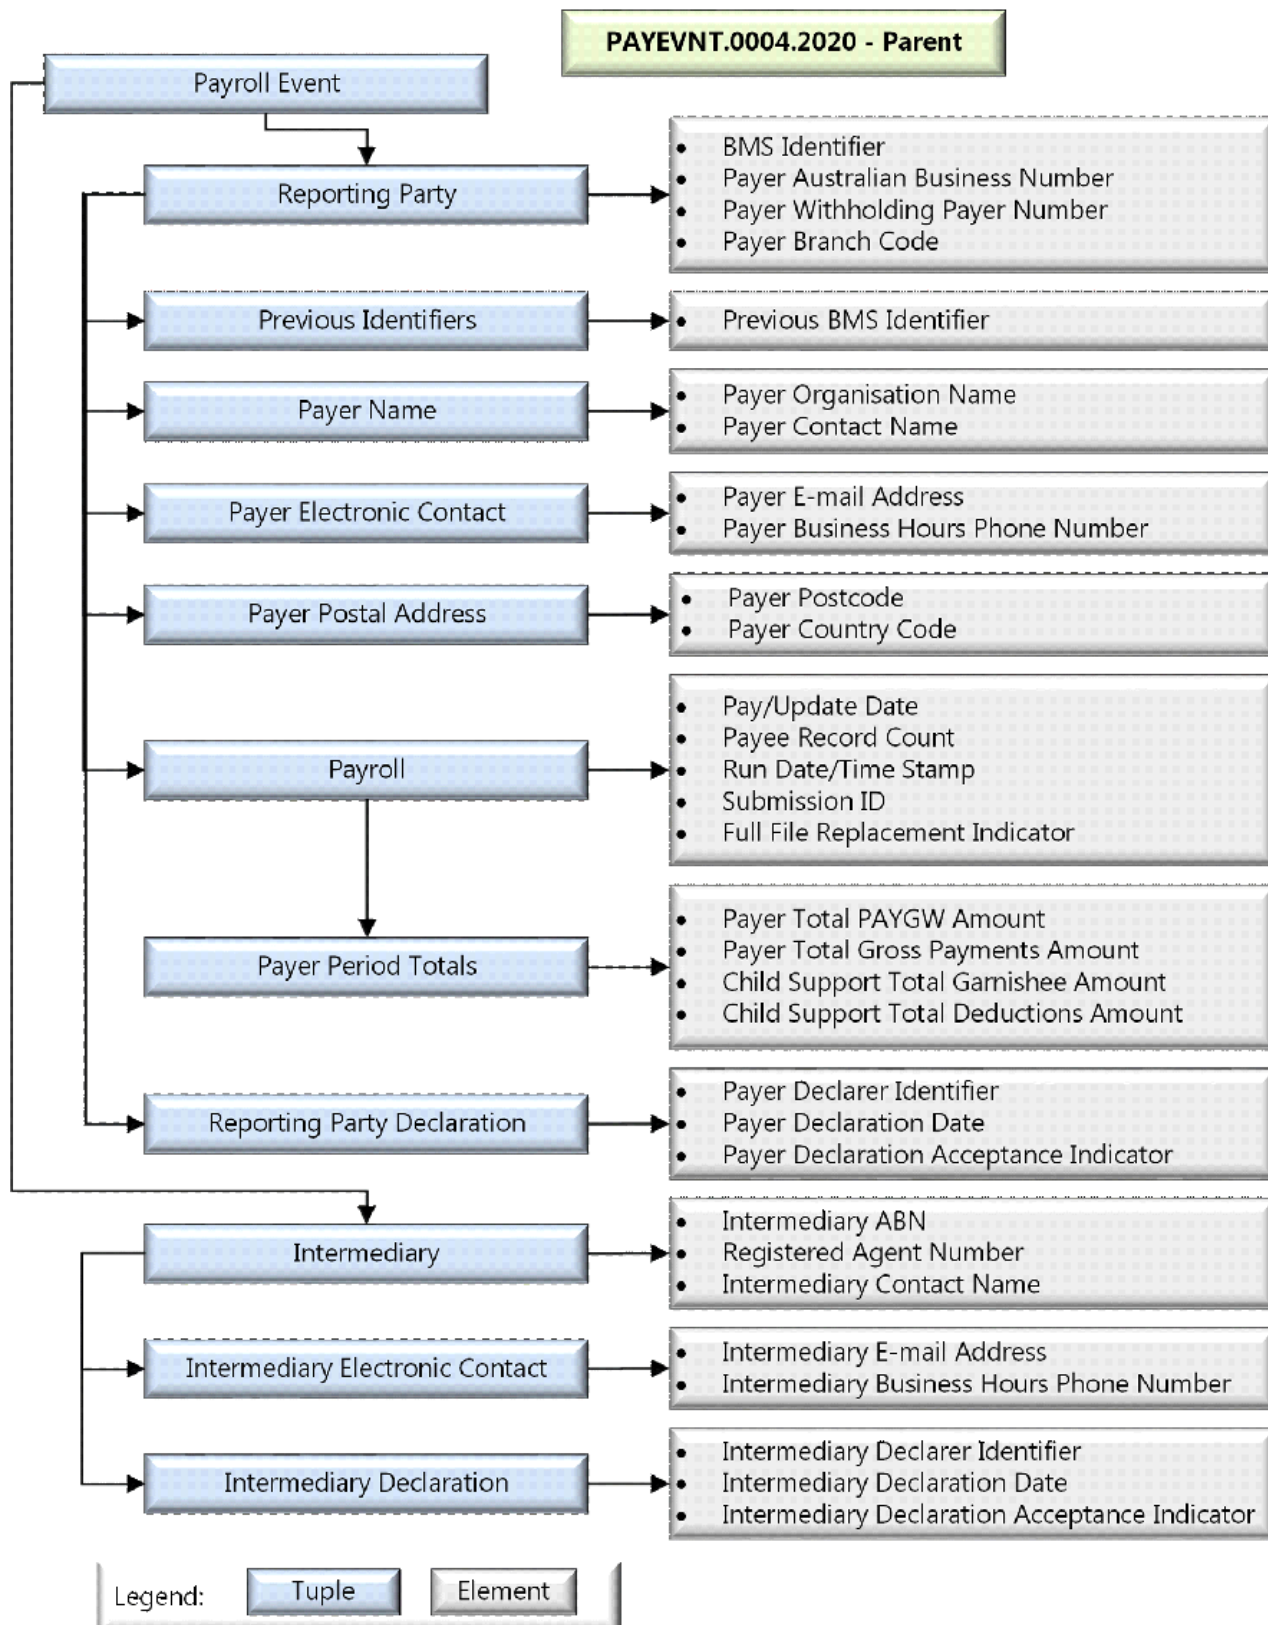 PAYEVNT.0004.2020 - Parent
Payroll Event
Reporting Party
• BMS Identifier
• Payer Australian Business Number
• Payer Withholding Payer Number
• Payer Branch Code
Previous Identifiers
• Previous BMS Identifier
Payer Name
• Payer Organisation Name
• Payer Contact Name
Payer Electronic Contact
• Payer E-mail Address
• Payer Business Hours Phone Number
Payer Postal Address
• Payer Postcode
• Payer Country Code
Payroll
• Pay/Update Date
• Payee Record Count
• Run Date/Time Stamp
• Submission ID
• Full File Replacement Indicator
Payer Period Totals
• Payer Total PAYGW Amount
• Payer Total Gross Payments Amount
• Child Support Total Garnishee Amount
• Child Support Total Deductions Amount
Reporting Party Declaration
• Payer Declarer Identifier
• Payer Declaration Date
• Payer Declaration Acceptance Indicator
Intermediary
• Intermediary ABN
• Registered Agent Number
• Intermediary Contact Name
Intermediary Electronic Contact
• Intermediary E-mail Address
• Intermediary Business Hours Phone Number
Intermediary Declaration
• Intermediary Declarer Identifier
• Intermediary Declaration Date
• Intermediary Declaration Acceptance Indicator
Legend: Tuple Element